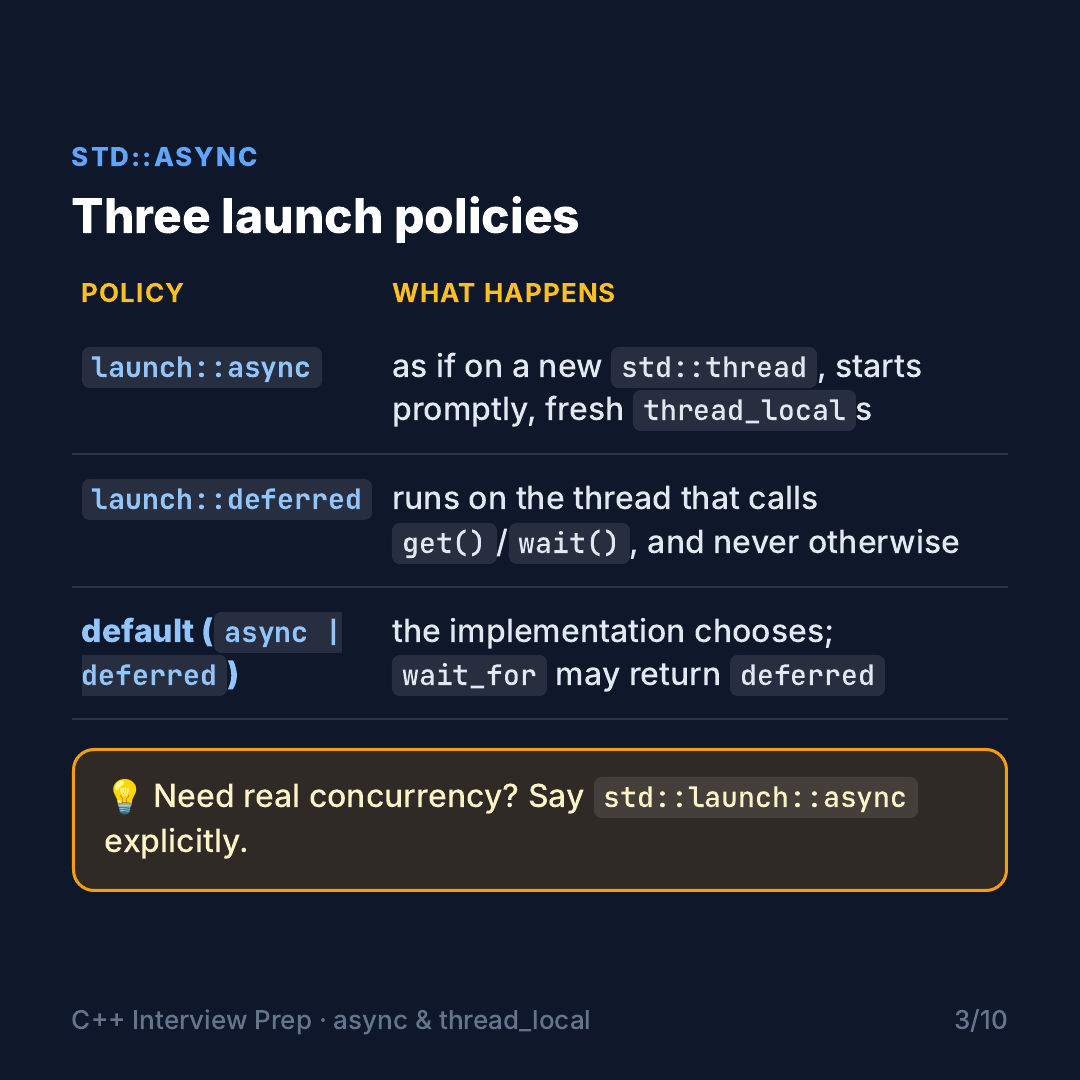 STD::ASYNC
Three launch policies
POLICY WHAT HAPPENS
launch::async as if on a new std::thread, starts
promptly, fresh thread_locals
launch::deferred runs on the thread that calls
get()/wait(), and never otherwise
default (async | the implementation chooses;
deferred) wait_for may return deferred
💡 Need real concurrency? Say std::launch::async
explicitly.
C++ Interview Prep · async & thread_local 3/10